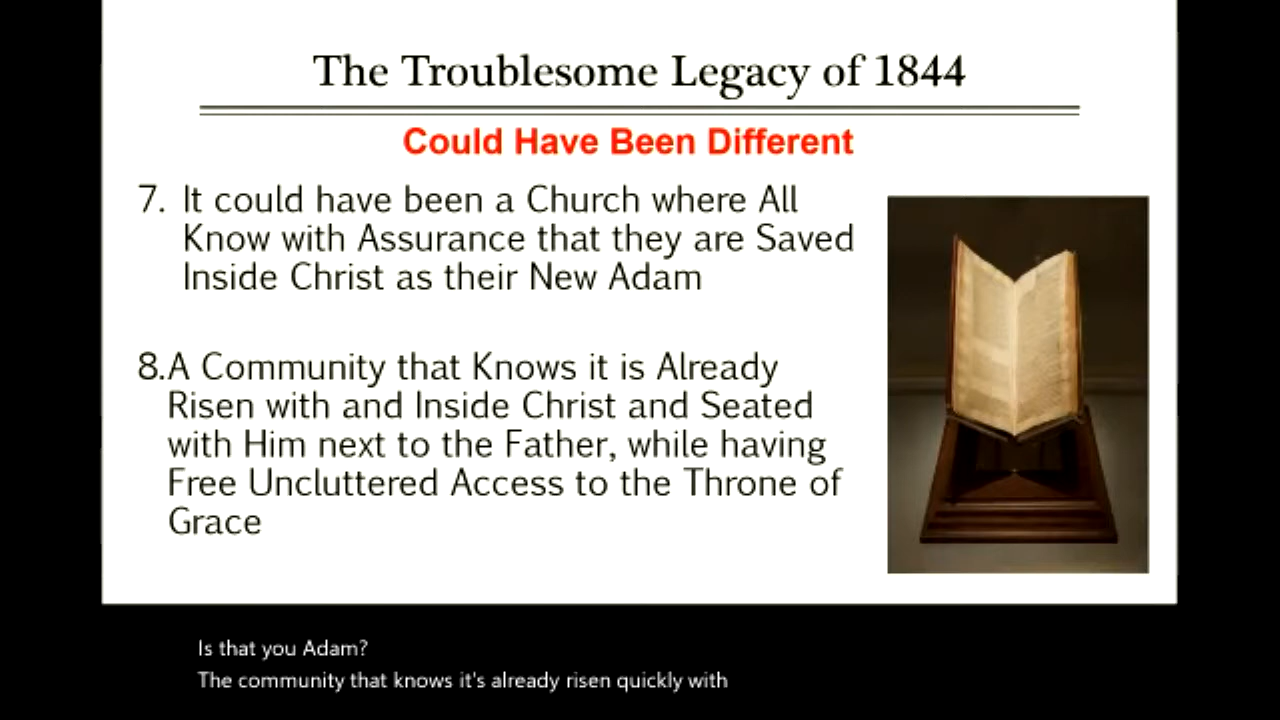 The Troublesome Legacy of 1844
Could Have Been Different
7. It could have been a Church where All
Know with Assurance that they are Saved
Inside Christ as their New Adam
8.A Community that Knows it is Already
Risen with and Inside Christ and Seated
with Him next to the Father, while having
Free Uncluttered Access to the Throne of
Grace
Is that you Adam?
The community that knows it's already risen quickly with